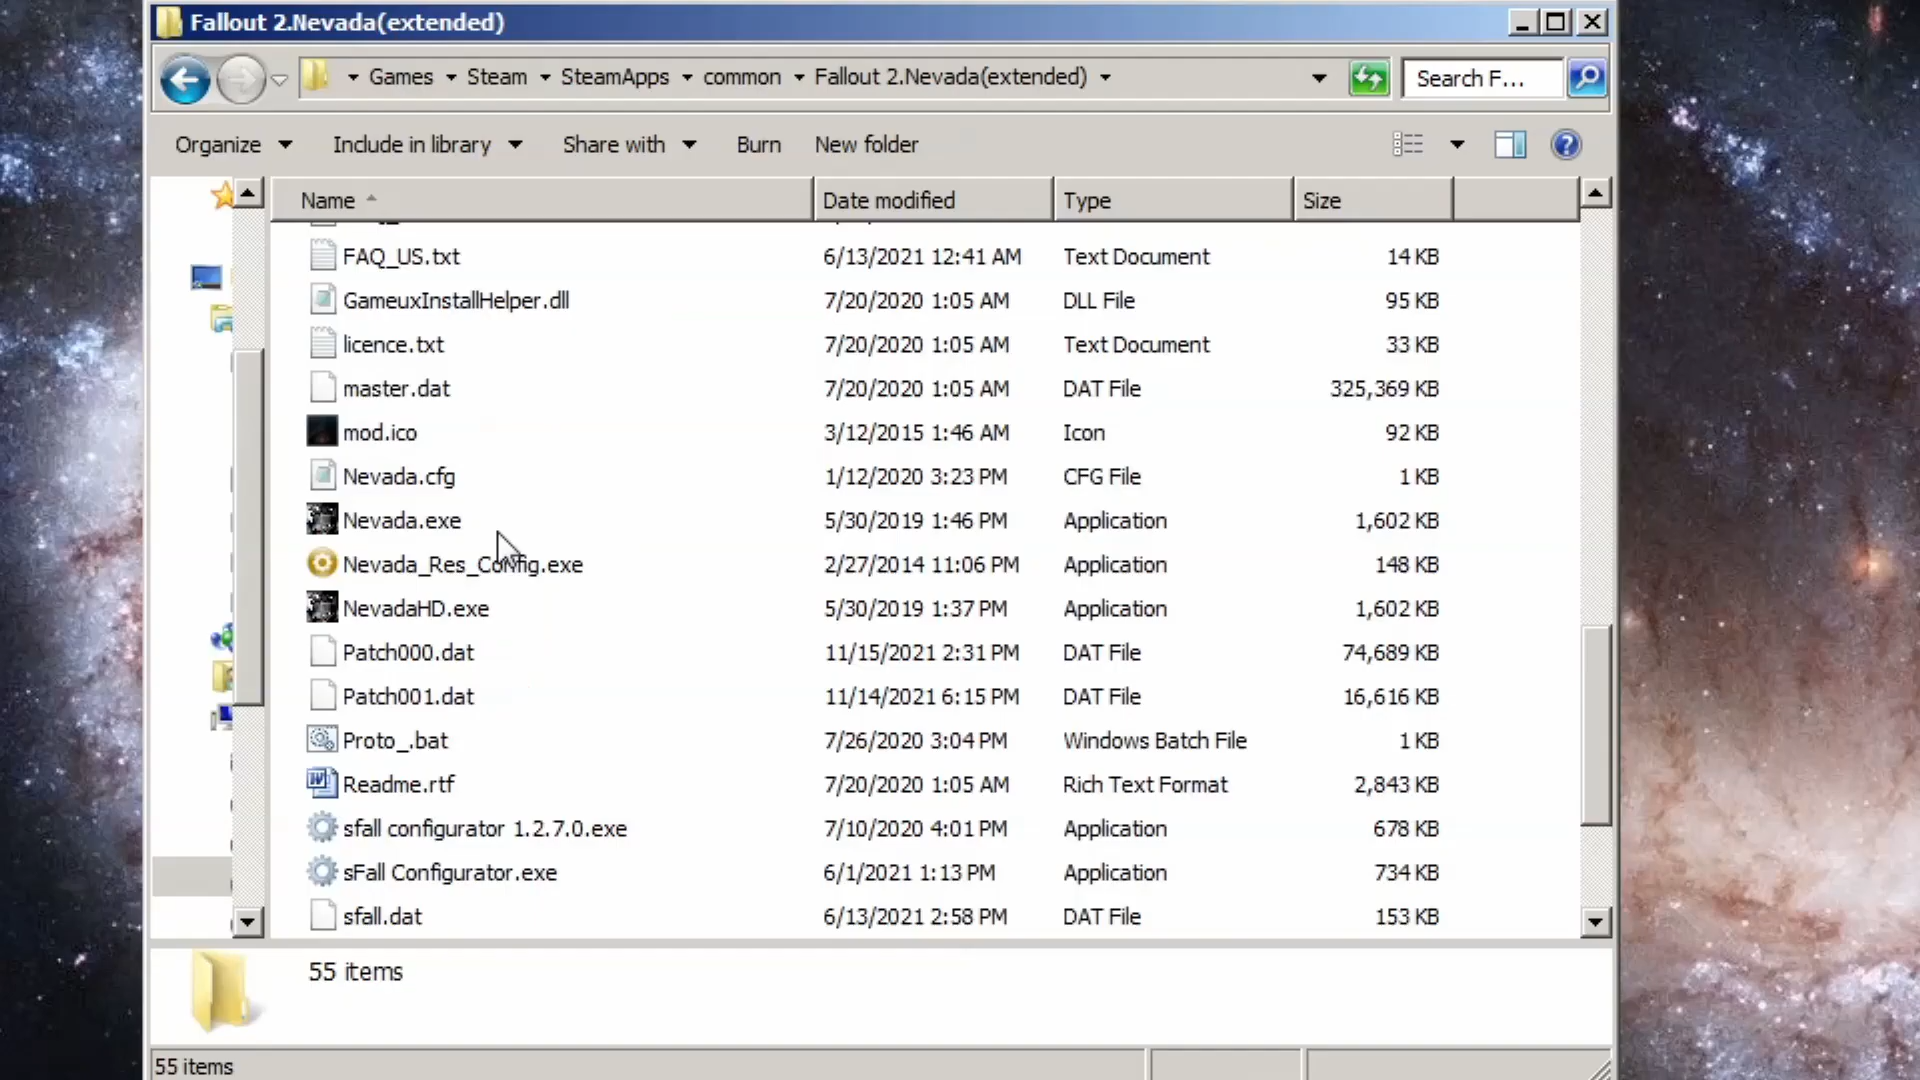 Fallout 2.Nevada(extended)
Games Steam SteamApps common Fallout 2.Nevada(extended) Search F...
Organize Include in library Share with Burn New folder
Name Date modified Type Size
FAQ_US.txt 6/13/2021 12:41 AM Text Document 14 KB
GameuxInstallHelper.dll 7/20/2020 1:05 AM DLL File 95 KB
licence.txt 7/20/2020 1:05 AM Text Document 33 KB
master.dat 7/20/2020 1:05 AM DAT File 325,369 KB
mod.ico 3/12/2015 1:46 AM Icon 92 KB
Nevada.cfg 1/12/2020 3:23 PM CFG File 1 KB
Nevada.exe 5/30/2019 1:46 PM Application 1,602 KB
Nevada_Res_Config.exe 2/27/2014 11:06 PM Application 148 KB
NevadaHD.exe 5/30/2019 1:37 PM Application 1,602 KB
Patch000.dat 11/15/2021 2:31 PM DAT File 74,689 KB
Patch001.dat 11/14/2021 6:15 PM DAT File 16,616 KB
Proto_.bat 7/26/2020 3:04 PM Windows Batch File 1 KB
Readme.rtf 7/20/2020 1:05 AM Rich Text Format 2,843 KB
sfall configurator 1.2.7.0.exe 7/10/2020 4:01 PM Application 678 KB
sFall Configurator.exe 6/1/2021 1:13 PM Application 734 KB
sfall.dat 6/13/2021 2:58 PM DAT File 153 KB
55 items
55 items